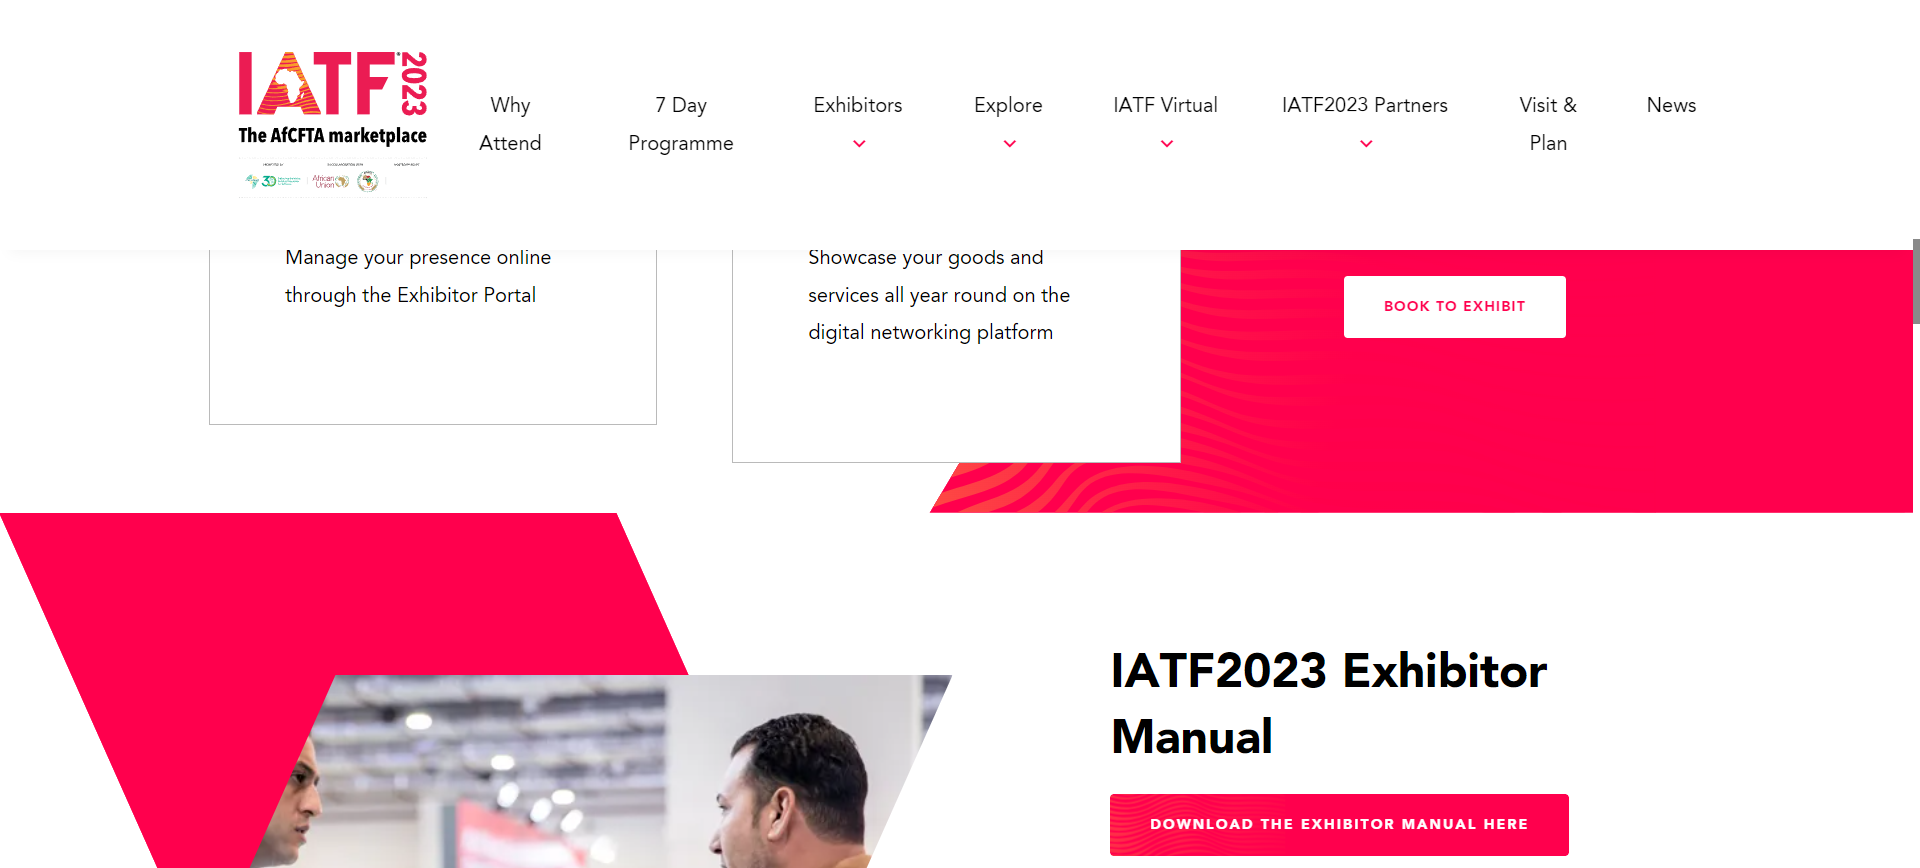 IATF 2023
The AfCFTA marketplace
African
Union
Why
Attend
7 Day
Programme
Exhibitors
Explore
IATF Virtual
IATF2023 Partners
Visit &
Plan
News
Manage your presence online
through the Exhibitor Portal
Showcase your goods and
services all year round on the
digital networking platform
BOOK TO EXHIBIT
IATF2023 Exhibitor
Manual
DOWNLOAD THE EXHIBITOR MANUAL HERE